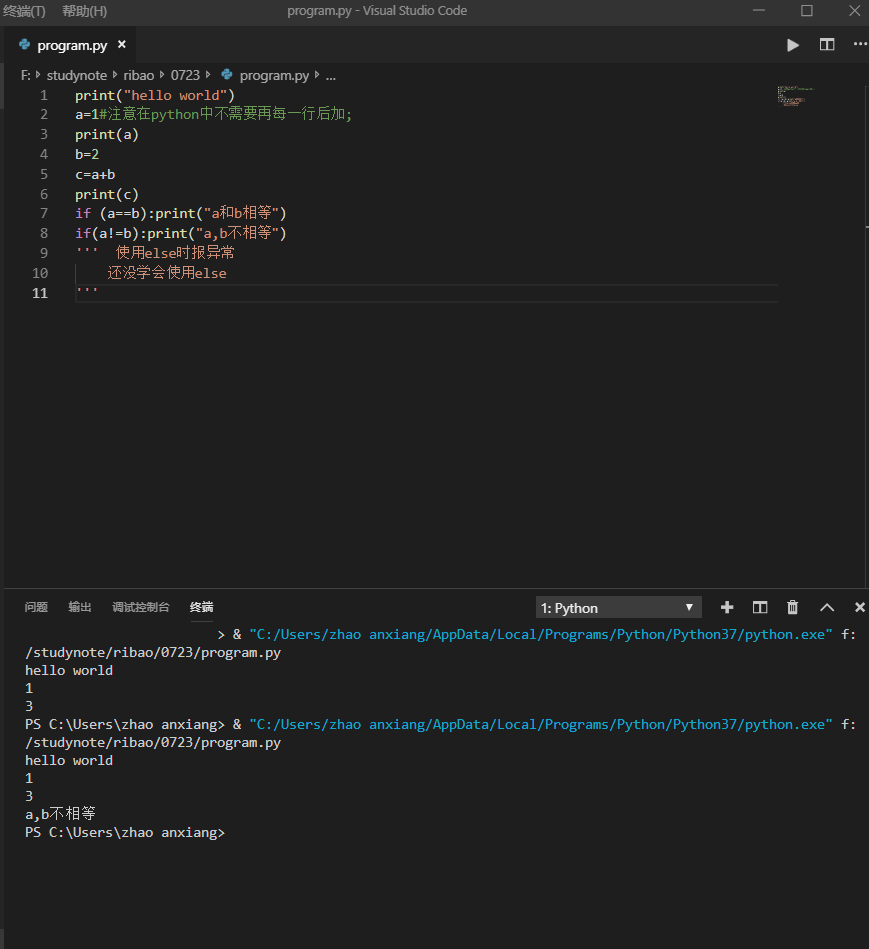 终端(T) 帮助(H) program.py - Visual Studio Code
program.py
F: studynote ribao 0723 program.py ...
1 print("hello world")
2 a=1#注意在python中不需要再每一行后加;
3 print(a)
4 b=2
5 c=a+b
6 print(c)
7 if (a==b):print("a和b相等")
8 if(a!=b):print("a,b不相等")
9 ''' 使用else时报异常
10 还没学会使用else
11 '''
问题 输出 调试控制台 终端 1: Python
> & "C:/Users/zhao anxiang/AppData/Local/Programs/Python/Python37/python.exe" f:
/studynote/ribao/0723/program.py
hello world
1
3
PS C:\Users\zhao anxiang> & "C:/Users/zhao anxiang/AppData/Local/Programs/Python/Python37/python.exe" f:
/studynote/ribao/0723/program.py
hello world
1
3
a,b不相等
PS C:\Users\zhao anxiang>